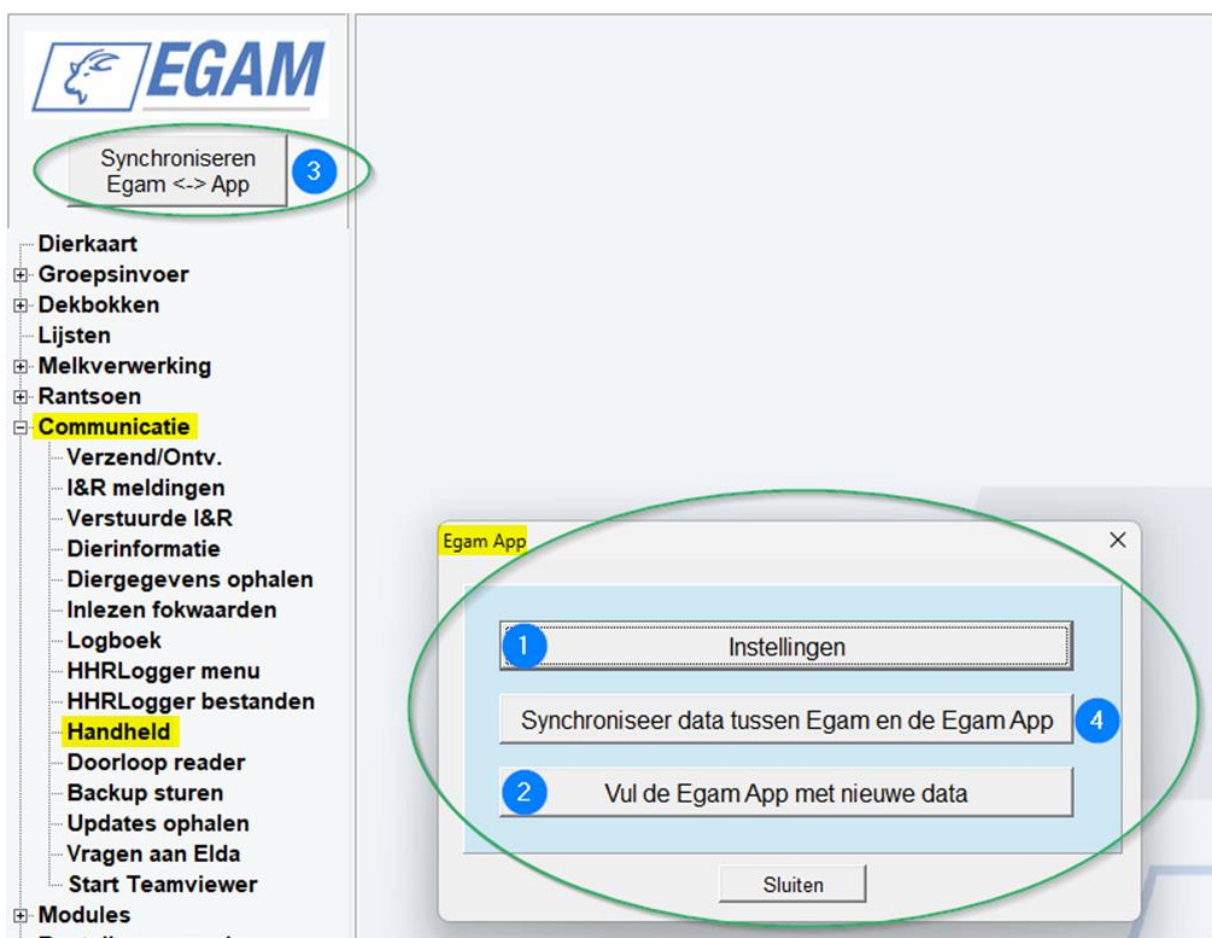 EGAM
Synchroniseren
Egam <-> App
3
Dierkaart
Groepsinvoer
Dekbokken
Lijsten
Melkverwerking
Rantsoen
Communicatie
Verzend/Ontv.
I&R meldingen
Verstuurde I&R
Dierinformatie
Diergegevens ophalen
Inlezen fokwaarden
Logboek
HHRLogger menu
HHRLogger bestanden
Handheld
Doorloop reader
Backup sturen
Updates ophalen
Vragen aan Elda
Start Teamviewer
Modules
Egam App
1 Instellingen
Synchroniseer data tussen Egam en de Egam App 4
2 Vul de Egam App met nieuwe data
Sluiten